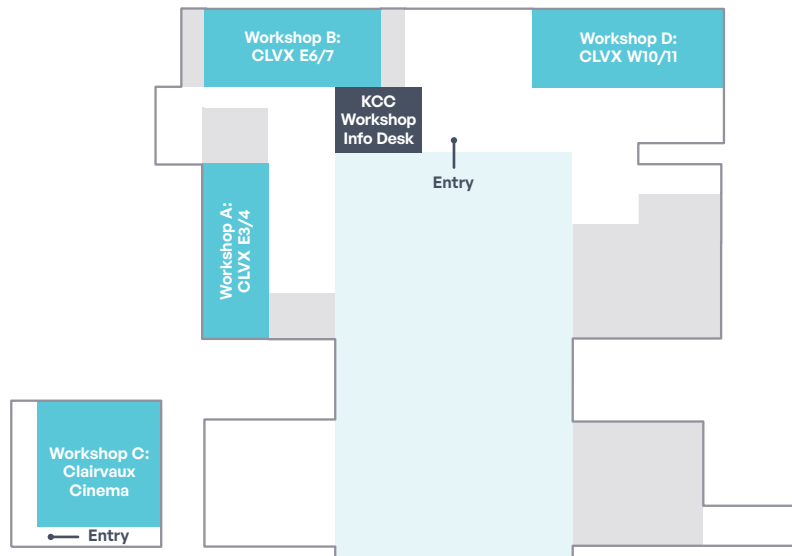 Workshop B:
CLVX E6/7
Workshop D:
CLVX W10/11
KCC
Workshop
Info Desk
Entry
Workshop A:
CLVX E3/4
Workshop C:
Clairvaux
Cinema
Entry